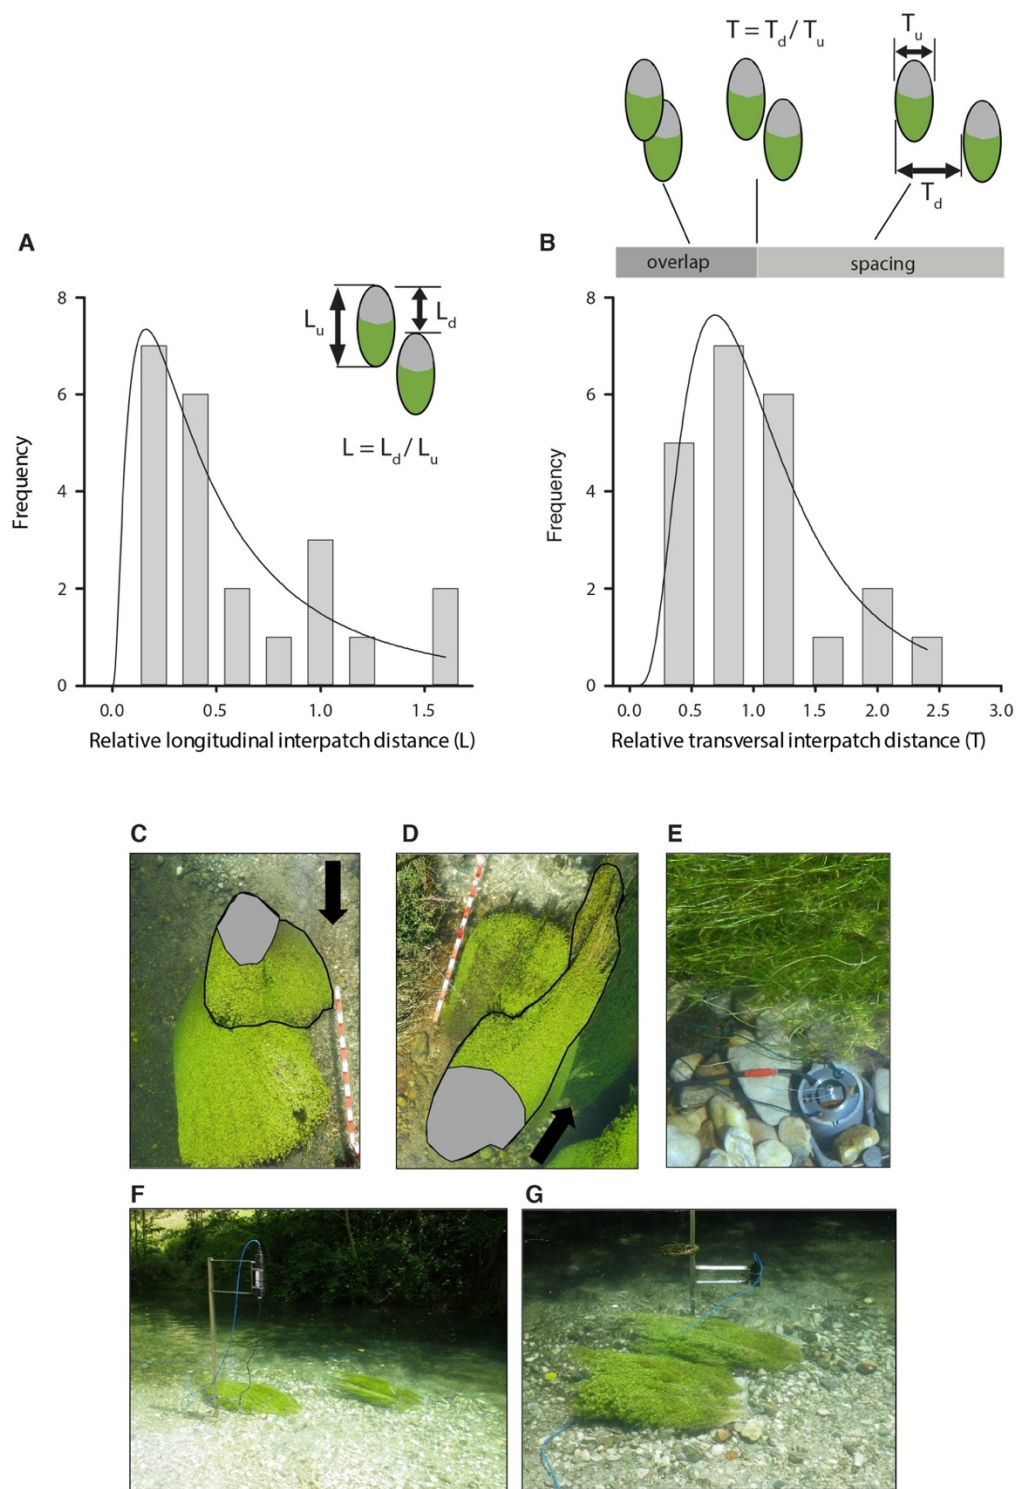 T = T_d / T_u
T_u
T_d
A
B
overlap
spacing
8
6
4
2
0
Frequency
L_u
L_d
L = L_d / L_u
0.0
0.5
1.0
1.5
Relative longitudinal interpatch distance (L)
8
6
4
2
0
Frequency
0.0
0.5
1.0
1.5
2.0
2.5
3.0
Relative transversal interpatch distance (T)
C
D
E
F
G